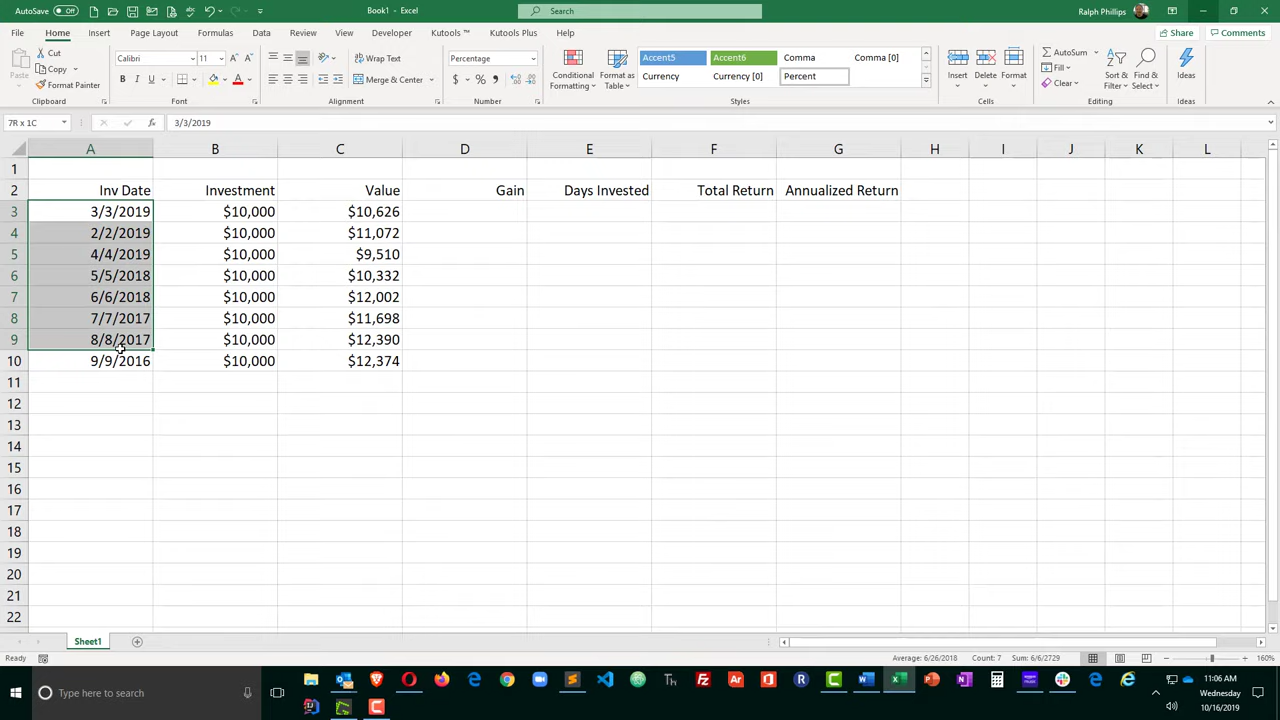 AutoSave Off Book1 - Excel Search Ralph Phillips
File Home Insert Page Layout Formulas Data Review View Developer Kutools ™ Kutools Plus Help Share Comments
Cut
Copy
Format Painter
Paste
Calibri 11
B I U
Wrap Text
Merge & Center
Percentage
$ % ,
Conditional Formatting
Format as Table
Accent5 Accent6 Comma Comma [0]
Currency Currency [0] Percent
Insert Delete Format
AutoSum
Fill
Clear
Sort & Filter
Find & Select
Ideas
Clipboard Font Alignment Number Styles Cells Editing Ideas
7R x 1C fx 3/3/2019
A B C D E F G H I J K L
1
2 Inv Date Investment Value Gain Days Invested Total Return Annualized Return
3 3/3/2019 $10,000 $10,626
4 2/2/2019 $10,000 $11,072
5 4/4/2019 $10,000 $9,510
6 5/5/2018 $10,000 $10,332
7 6/6/2018 $10,000 $12,002
8 7/7/2017 $10,000 $11,698
9 8/8/2017 $10,000 $12,390
10 9/9/2016 $10,000 $12,374
11
12
13
14
15
16
17
18
19
20
21
22
Sheet1
Ready Average: 6/26/2018 Count: 7 Sum: 6/6/2729 160%
Type here to search
11:06 AM
Wednesday
10/16/2019